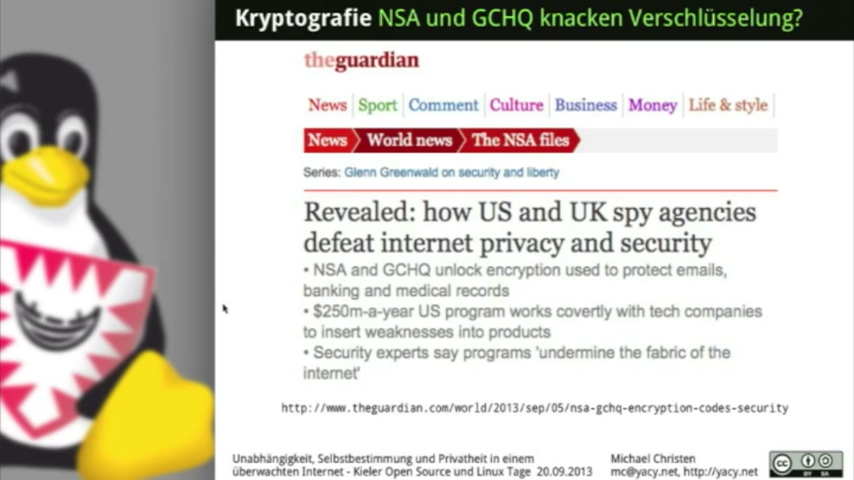 Kryptografie NSA und GCHQ knacken Verschlüsselung?
theguardian
News Sport Comment Culture Business Money Life & style
News World news The NSA files
Series: Glenn Greenwald on security and liberty
Revealed: how US and UK spy agencies
defeat internet privacy and security
• NSA and GCHQ unlock encryption used to protect emails,
banking and medical records
• $250m-a-year US program works covertly with tech companies
to insert weaknesses into products
• Security experts say programs 'undermine the fabric of the
internet'
http://www.theguardian.com/world/2013/sep/05/nsa-gchq-encryption-codes-security
Unabhängigkeit, Selbstbestimmung und Privatheit in einem
überwachten Internet - Kieler Open Source und Linux Tage 20.09.2013
Michael Christen
mc@yacy.net, http://yacy.net
cc
BY SA